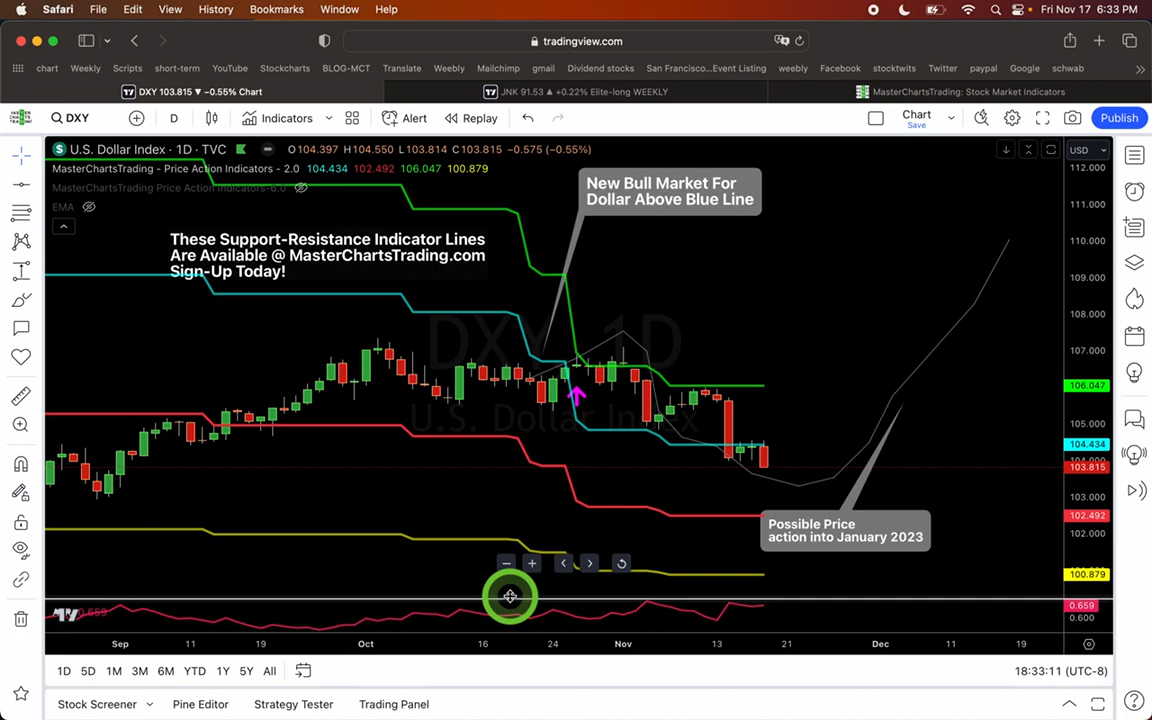 Safari File Edit View History Bookmarks Window Help Fri Nov 17 6:33 PM
tradingview.com
chart Weekly Scripts short-term YouTube Stockcharts BLOG-MCT Translate Weebly Mailchimp gmail Dividend stocks San Francisco...Event Listing weebly Facebook stocktwits Twitter paypal Google schwab
DXY 103.815 ▼ −0.55% Chart JNK 91.53 ▲ +0.22% Elite-long WEEKLY MasterChartsTrading: Stock Market Indicators
DXY D Indicators Alert Replay Chart Save Publish
U.S. Dollar Index · 1D · TVC O104.397 H104.550 L103.814 C103.815 −0.575 (−0.55%) USD
MasterChartsTrading - Price Action Indicators - 2.0 104.434 102.492 106.047 100.879
MasterChartsTrading Price Action Indicators-6.0
EMA
New Bull Market For
Dollar Above Blue Line
These Support-Resistance Indicator Lines
Are Available @ MasterChartsTrading.com
Sign-Up Today!
DXY, 1D
U.S. Dollar Index
112.000
111.000
110.000
109.000
108.000
107.000
106.047
105.000
104.434
104.000
103.815
103.000
102.492
102.000
100.879
Possible Price
action into January 2023
0.659
0.659
0.600
Sep 11 19 Oct 16 24 Nov 13 21 Dec 11 19
1D 5D 1M 3M 6M YTD 1Y 5Y All 18:33:11 (UTC-8)
Stock Screener Pine Editor Strategy Tester Trading Panel